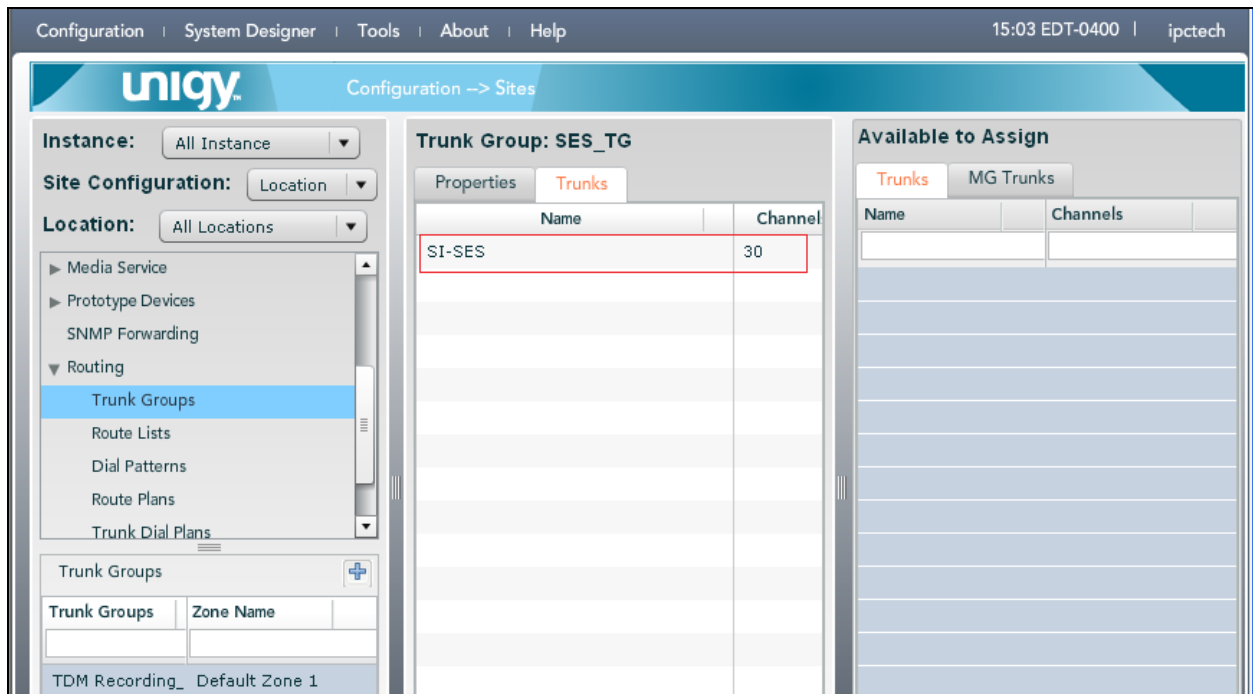 Configuration | System Designer | Tools | About | Help 15:03 EDT-0400 | ipctech
unigy™ Configuration --> Sites
Instance: All Instance
Site Configuration: Location
Location: All Locations
Media Service
Prototype Devices
SNMP Forwarding
Routing
Trunk Groups
Route Lists
Dial Patterns
Route Plans
Trunk Dial Plans
Trunk Groups
Trunk Groups Zone Name
TDM Recording_ Default Zone 1
Trunk Group: SES_TG
Properties Trunks
Name Channel
SI-SES 30
Available to Assign
Trunks MG Trunks
Name Channels